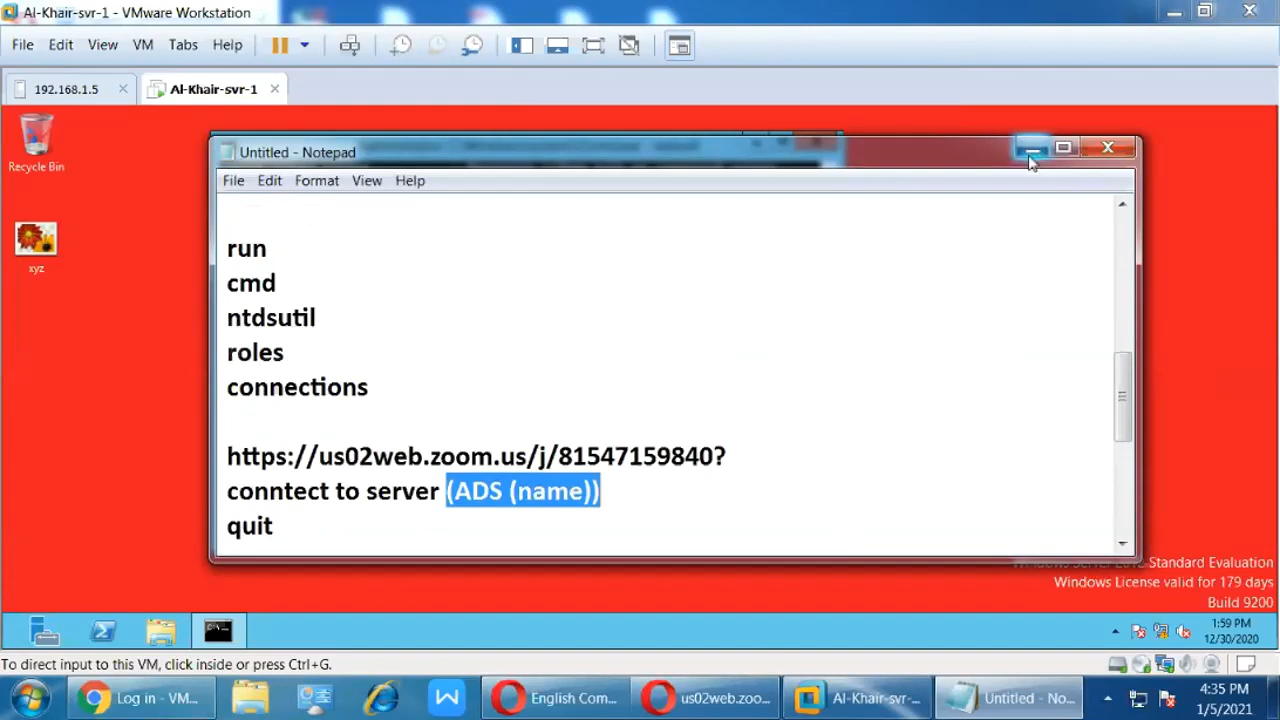 Al-Khair-svr-1 - VMware Workstation
File Edit View VM Tabs Help
192.168.1.5 Al-Khair-svr-1
Recycle Bin
xyz
Untitled - Notepad
File Edit Format View Help
run
cmd
ntdsutil
roles
connections
https://us02web.zoom.us/j/81547159840?
conntect to server (ADS (name))
quit
Standard Evaluation
Windows License valid for 179 days
Build 9200
1:59 PM
12/30/2020
To direct input to this VM, click inside or press Ctrl+G.
Log in - VM...
English Com...
us02web.zoo...
Al-Khair-svr-...
Untitled - No...
4:35 PM
1/5/2021